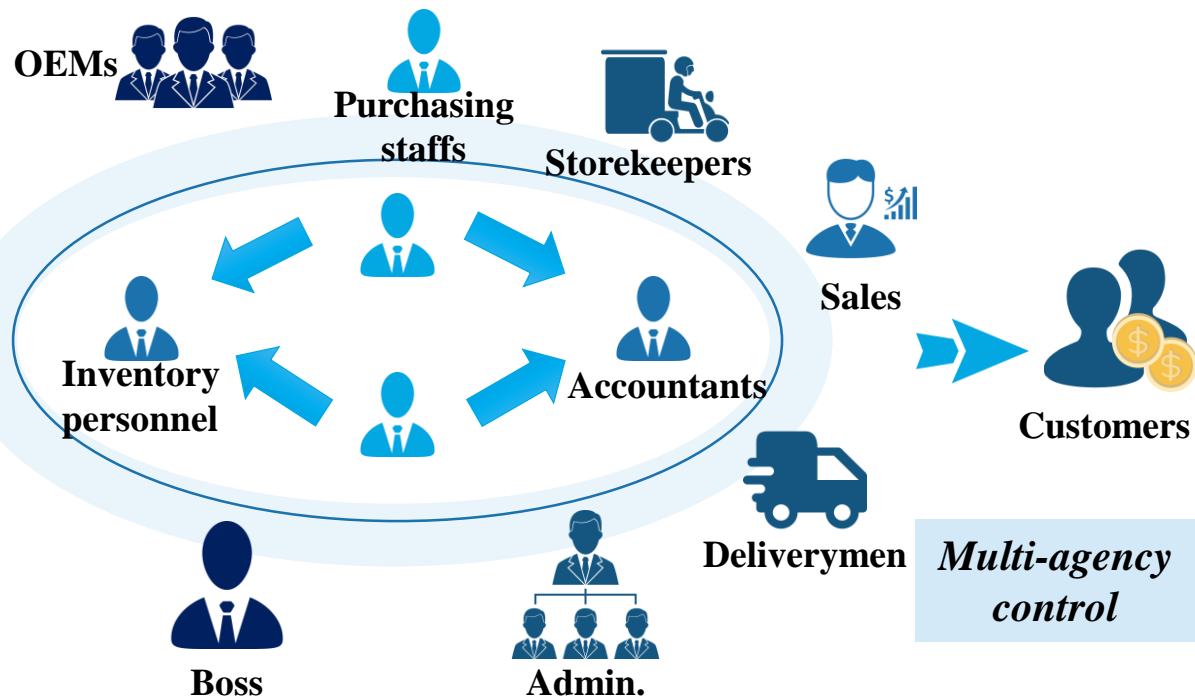 OEMs
Purchasing
staffs
Storekeepers
Sales
Inventory
personnel
Accountants
Customers
Deliverymen
Multi-agency
control
Boss
Admin.
$
$
$